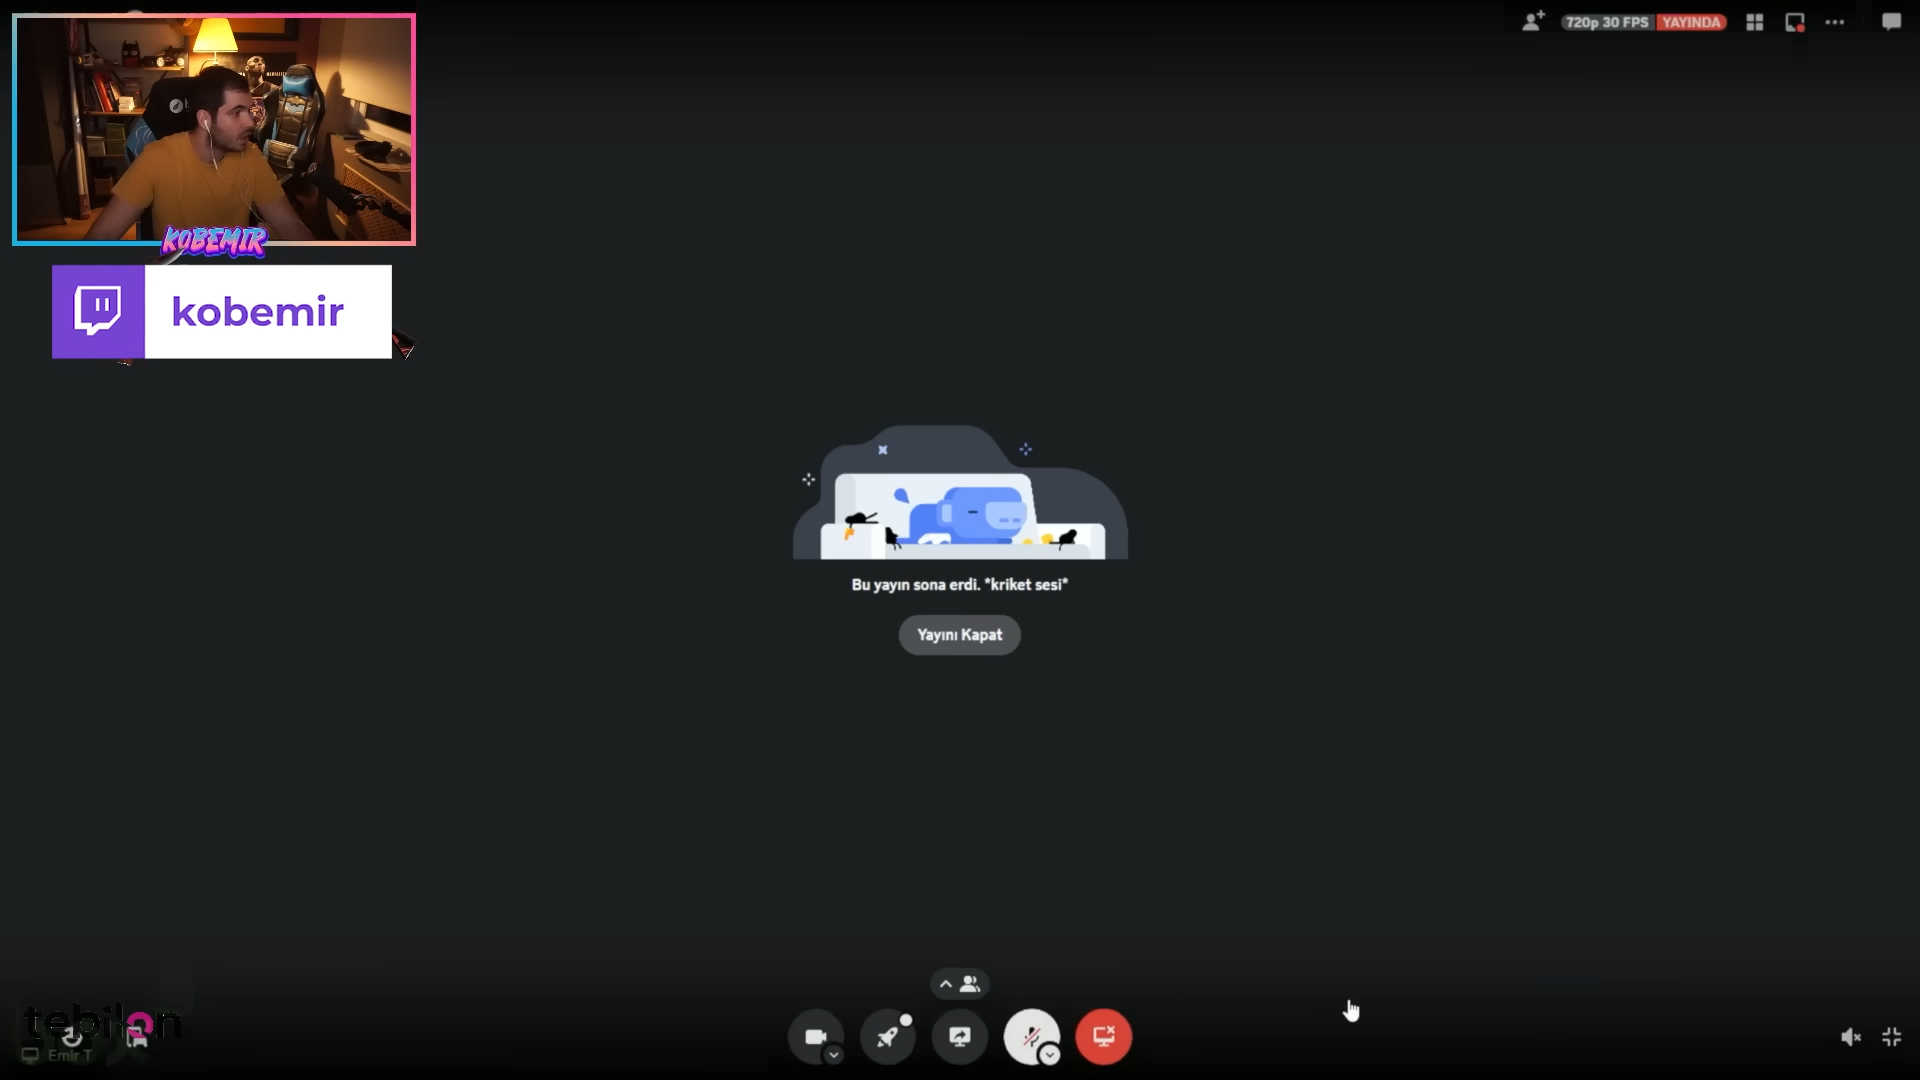 720p 30 FPS YAYINDA
KOBEMIR
kobemir
Bu yayın sona erdi. *kriket sesi*
Yayını Kapat
tebilon
Emir T